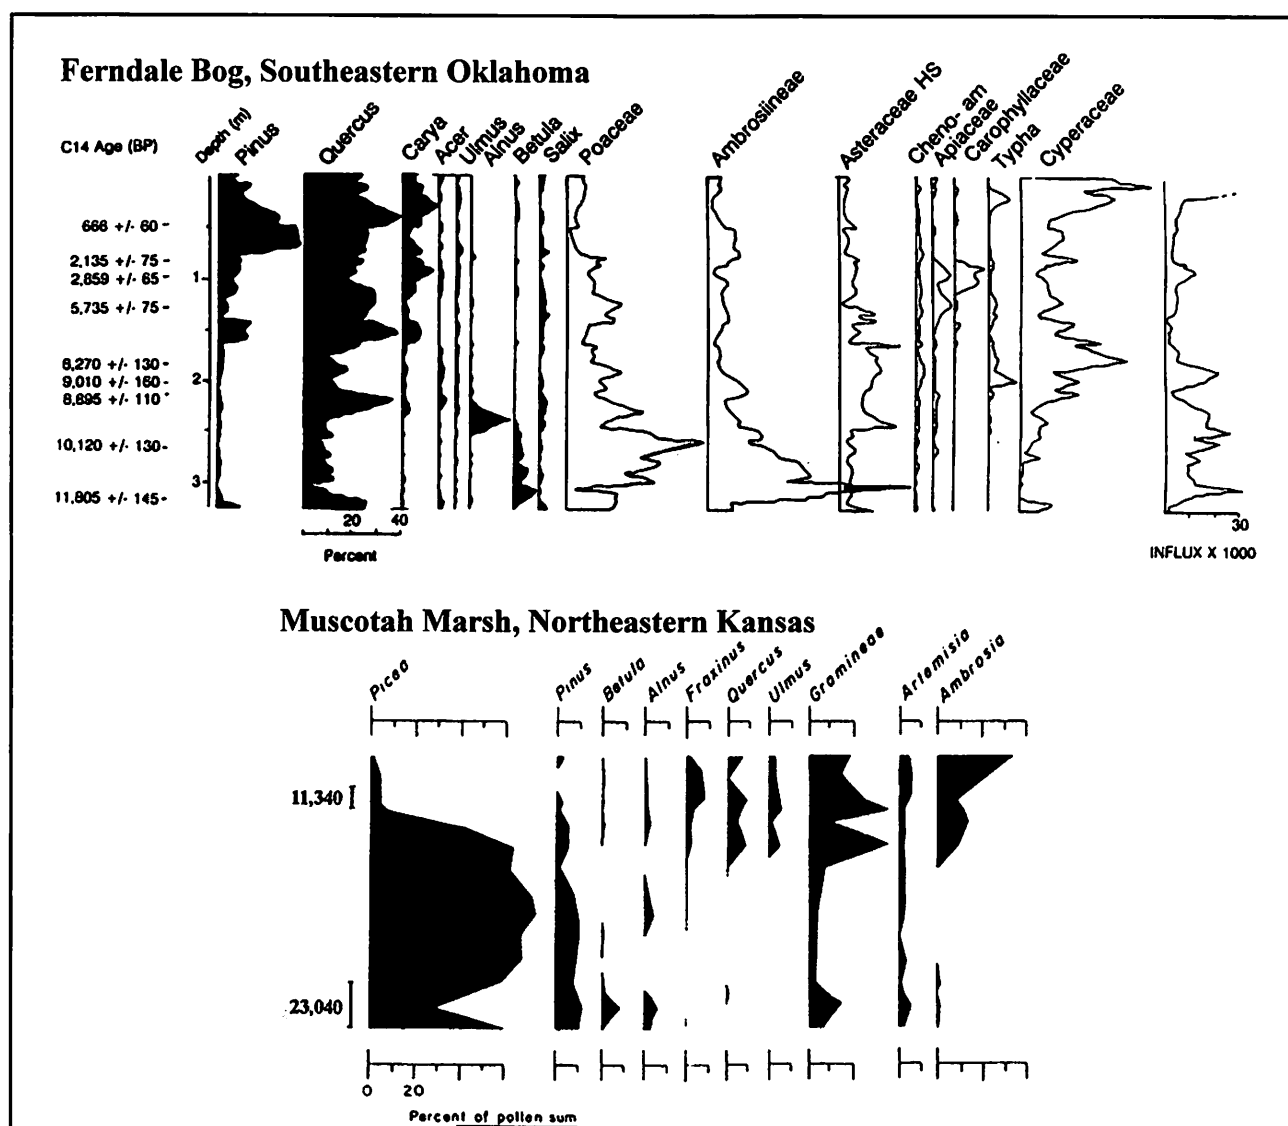 Ferndale Bog, Southeastern Oklahoma
C14 Age (BP)
Depth (m)
Pinus
Quercus
Carya
Acer
Ulmus
Alnus
Betula
Salix
Poaceae
Ambrosiineae
Asteraceae HS
Cheno-am
Apiaceae
Carophyllaceae
Typha
Cyperaceae
666 +/- 60 -
2,135 +/- 75 -
1-
2,859 +/- 65 -
5,735 +/- 75 -
8,270 +/- 130 -
2-
9,010 +/- 160 -
8,895 +/- 110 -
10,120 +/- 130 -
3-
11,805 +/- 145 -
20 40
Percent
30
INFLUX X 1000
Muscotah Marsh, Northeastern Kansas
Picea
Pinus
Betula
Alnus
Fraxinus
Quercus
Ulmus
Gramineae
Artemisia
Ambrosia
11,340
23,040
0 20
Percent of pollen sum